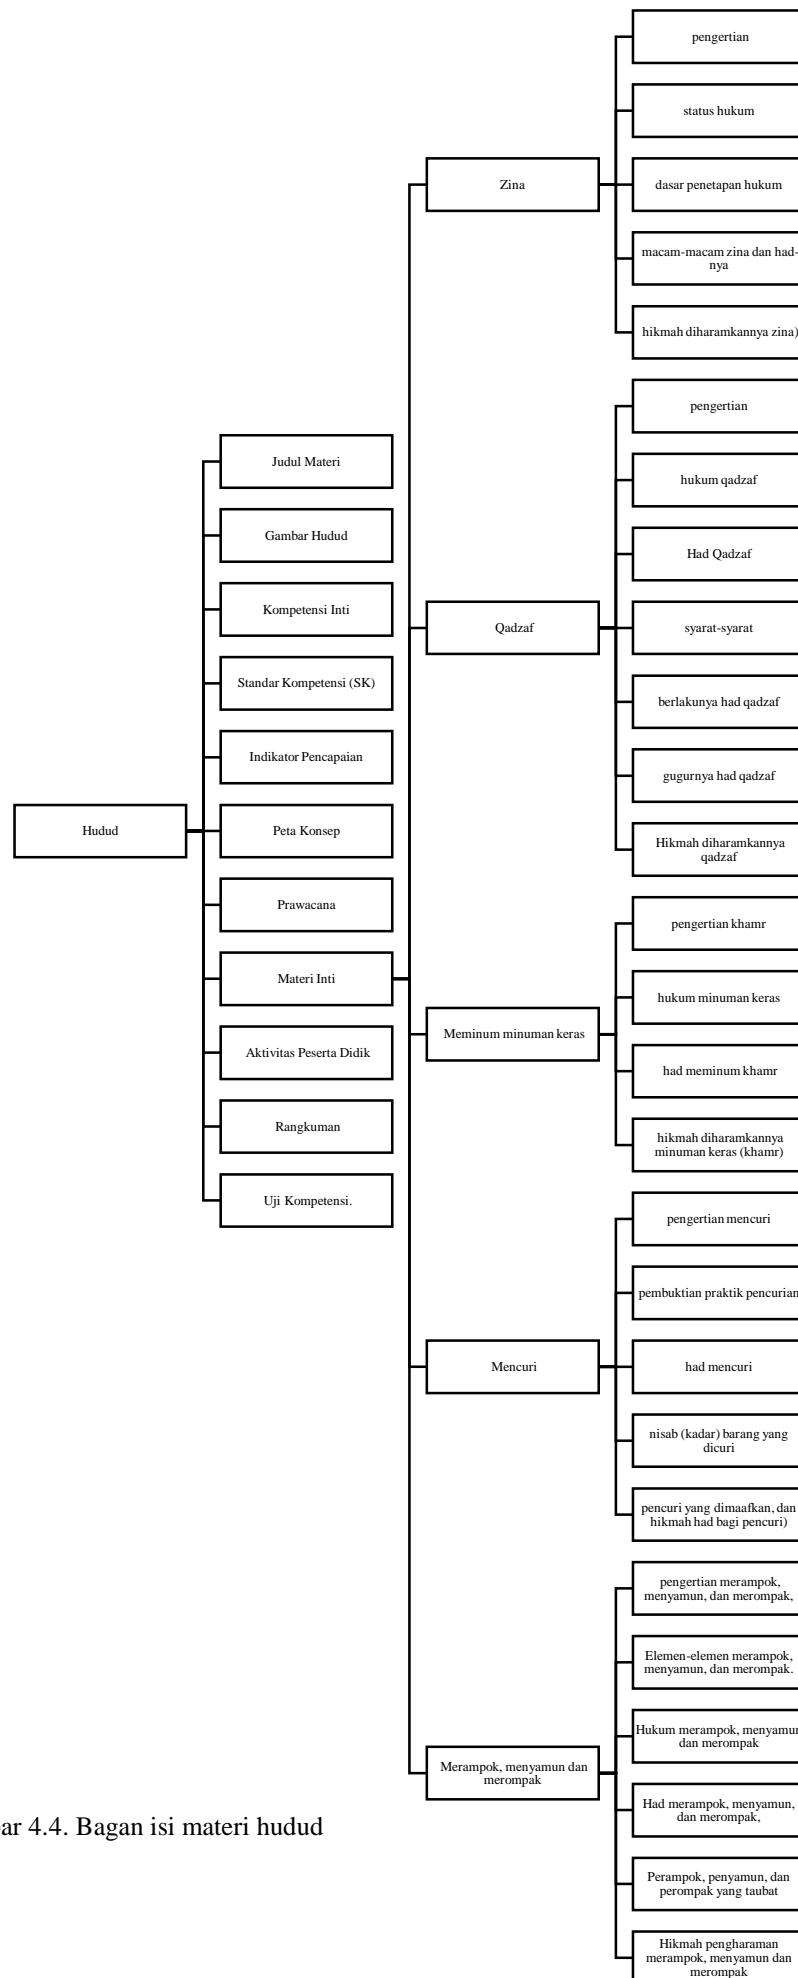 Hudud
Judul Materi
Gambar Hudud
Kompetensi Inti
Standar Kompetensi (SK)
Indikator Pencapaian
Peta Konsep
Prawacana
Materi Inti
Zina
pengertian
status hukum
dasar penetapan hukum
macam-macam zina dan had-
nya
hikmah diharamkannya zina)
Qadzaf
pengertian
hukum qadzaf
Had Qadzaf
syarat-syarat
berlakunya had qadzaf
gugurnya had qadzaf
Hikmah diharamkannya
qadzaf
Meminum minuman keras
pengertian khamr
hukum minuman keras
had meminum khamr
hikmah diharamkannya
minuman keras (khamr)
Mencuri
pengertian mencuri
pembuktian praktik pencurian
had mencuri
nisab (kadar) barang yang
dicuri
pencuri yang dimaafkan, dan
hikmah had bagi pencuri)
Merampok, menyamun dan
merompak
pengertian merampok,
menyamun, dan merompak,
Elemen-elemen merampok,
menyamun, dan merompak.
Hukum merampok, menyamun
dan merompak
Had merampok, menyamun,
dan merompak,
Perampok, penyamun, dan
perompak yang taubat
Hikmah pengharaman
merampok, menyamun dan
merompak
Aktivitas Peserta Didik
Rangkuman
Uji Kompetensi.
ar 4.4. Bagan isi materi hudud